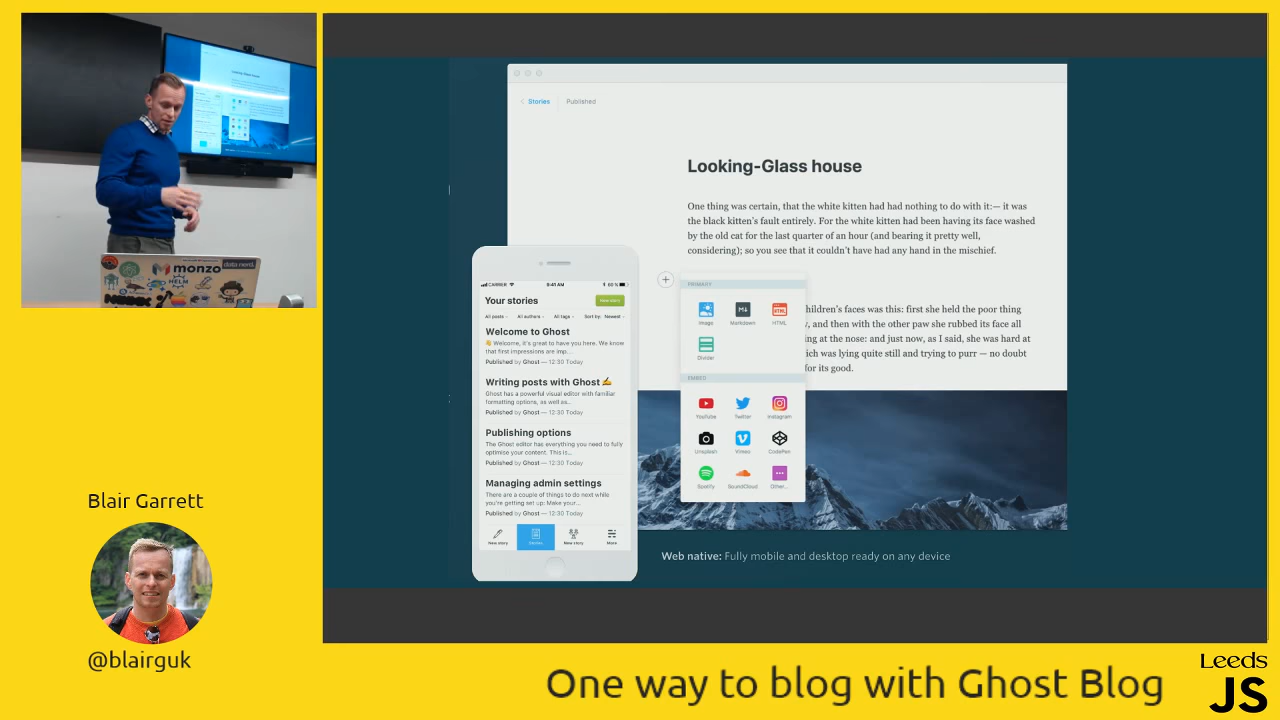 monzo
data nerd.
HELM
Blair Garrett
@blairguk
Stories
Published
Looking-Glass house
One thing was certain, that the white kitten had had nothing to do with it:— it was
the black kitten's fault entirely. For the white kitten had been having its face washed
by the old cat for the last quarter of an hour (and bearing it pretty well,
considering); so you see that it couldn't have had any hand in the mischief.
hildren's faces was this: first she held the poor thing
, and then with the other paw she rubbed its face all
ing at the nose: and just now, as I said, she was hard at
ich was lying quite still and trying to purr — no doubt
for its good.
PRIMARY
Image
Markdown
HTML
Divider
EMBED
YouTube
Twitter
Instagram
Unsplash
Vimeo
CodePen
Spotify
SoundCloud
Other...
CARRIER
9:41 AM
60 %
Your stories
New story
All posts
All authors
All tags
Sort by: Newest
Welcome to Ghost
👋 Welcome, it's great to have you here. We know
that first impressions are imp...
Published by Ghost — 12:30 Today
Writing posts with Ghost ✍️
Ghost has a powerful visual editor with familiar
formatting options, as well as...
Published by Ghost — 12:30 Today
Publishing options
The Ghost editor has everything you need to fully
optimise your content. This is...
Published by Ghost — 12:30 Today
Managing admin settings
There are a couple of things to do next while
you're getting set up: Make your...
Published by Ghost — 12:30 Today
New story
Stories
New story
More
Web native: Fully mobile and desktop ready on any device
One way to blog with Ghost Blog
Leeds
JS